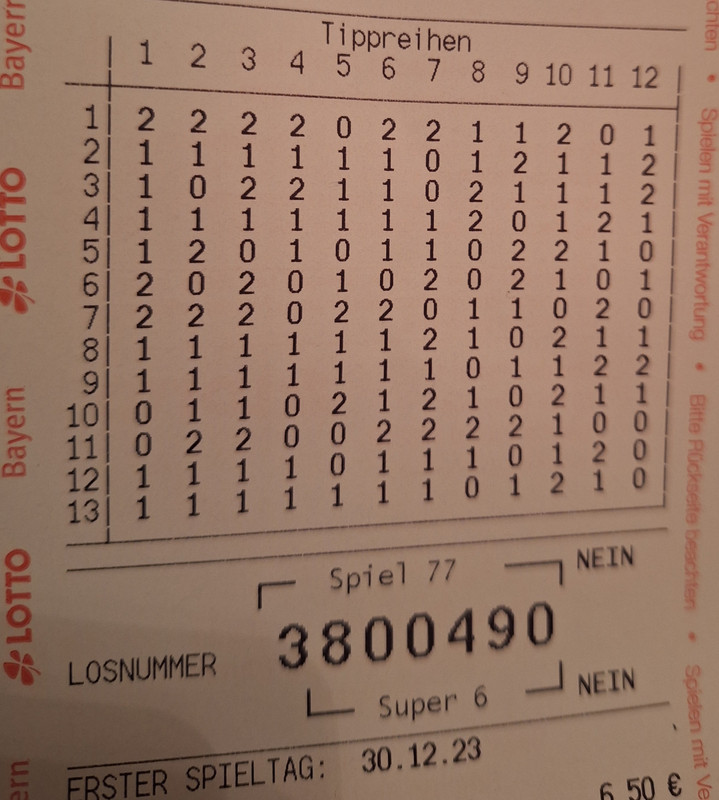 Tippreihen
1 2 3 4 5 6 7 8 9 10 11 12
1 2 2 2 2 0 2 2 1 1 2 0 1
2 1 1 1 1 1 1 0 1 2 1 1 2
3 1 0 2 2 1 1 0 2 1 1 1 2
4 1 1 1 1 1 1 1 2 0 1 2 1
5 1 2 0 1 0 1 1 0 2 2 1 0
6 2 0 2 0 1 0 2 0 2 1 0 1
7 2 2 2 0 2 2 0 1 1 0 2 0
8 1 1 1 1 1 1 2 1 0 2 1 1
9 1 1 1 1 1 1 1 0 1 1 2 2
10 0 1 1 0 2 1 2 1 0 2 1 1
11 0 2 2 0 0 2 2 2 2 1 0 0
12 1 1 1 1 0 1 1 1 0 1 2 0
13 1 1 1 1 1 1 1 0 1 2 1 0
Spiel 77 NEIN
LOSNUMMER 3800490
Super 6 NEIN
ERSTER SPIELTAG: 30.12.23
6,50 €
Bayern
LOTTO
Bayern
LOTTO
ern
chten • Spielen mit Verantwortung • Bitte Rückseite beachten • Spielen mit Ve